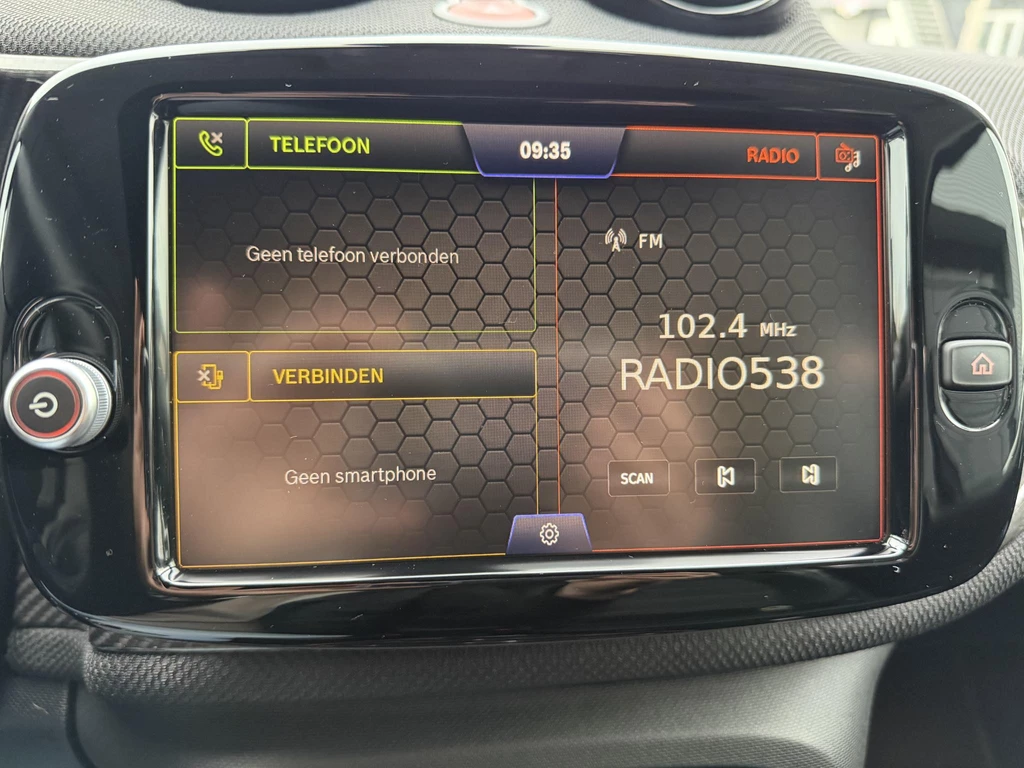 TELEFOON
09:35
RADIO
Geen telefoon verbonden
FM
102.4 MHz
RADIO538
VERBINDEN
Geen smartphone
SCAN